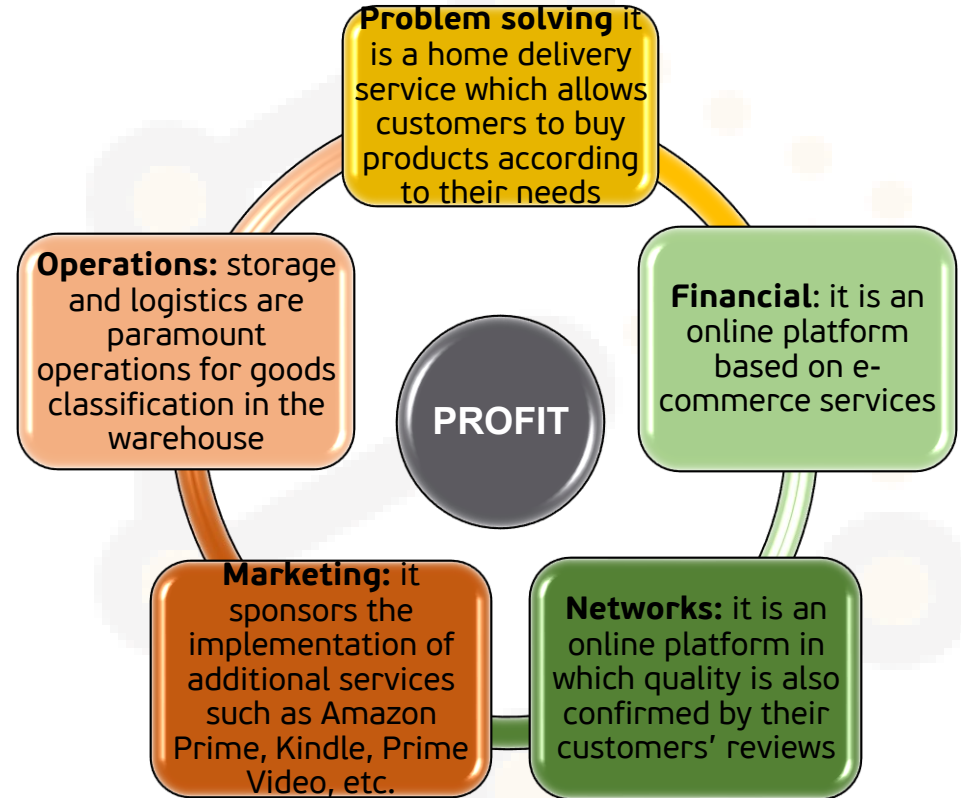 Problem solving it
is a home delivery
service which allows
customers to buy
products according
to their needs
Financial: it is an
online platform
based on e-
commerce services
Networks: it is an
online platform in
which quality is also
confirmed by their
customers’ reviews
Marketing: it
sponsors the
implementation of
additional services
such as Amazon
Prime, Kindle, Prime
Video, etc.
Operations: storage
and logistics are
paramount
operations for goods
classification in the
warehouse
PROFIT